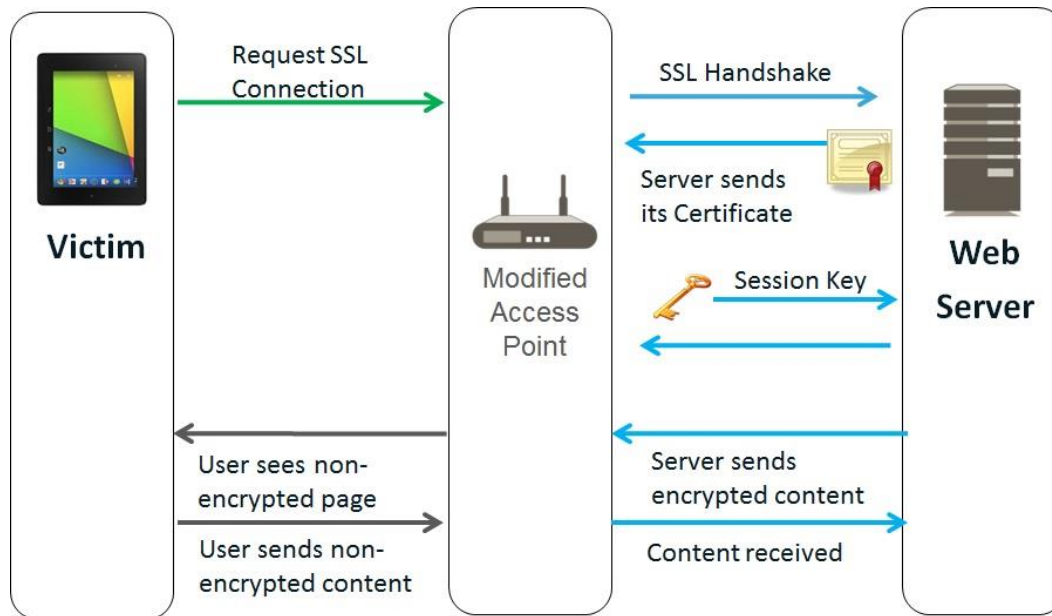 Request SSL
Connection
SSL Handshake
Server sends
its Certificate
Victim
Modified
Access
Point
Session Key
Web
Server
User sees non-
encrypted page
Server sends
encrypted content
User sends non-
encrypted content
Content received